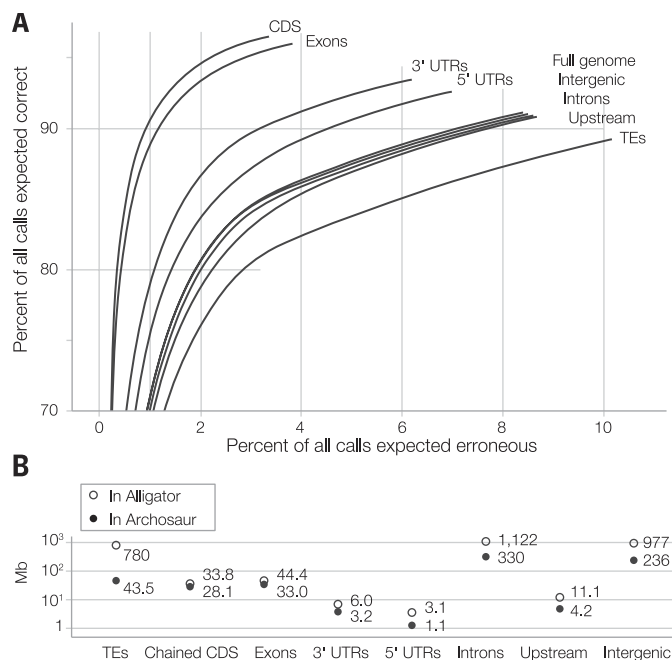 A
CDS
Exons
3' UTRs
5' UTRs
Full genome
Intergenic
Introns
Upstream
TEs
Percent of all calls expected correct
90
80
70
0 2 4 6 8 10
Percent of all calls expected erroneous
B
In Alligator
In Archosaur
Mb
10³
10²
10¹
1
780
43.5
33.8
28.1
44.4
33.0
6.0
3.2
3.1
1.1
1,122
330
11.1
4.2
977
236
TEs Chained CDS Exons 3' UTRs 5' UTRs Introns Upstream Intergenic